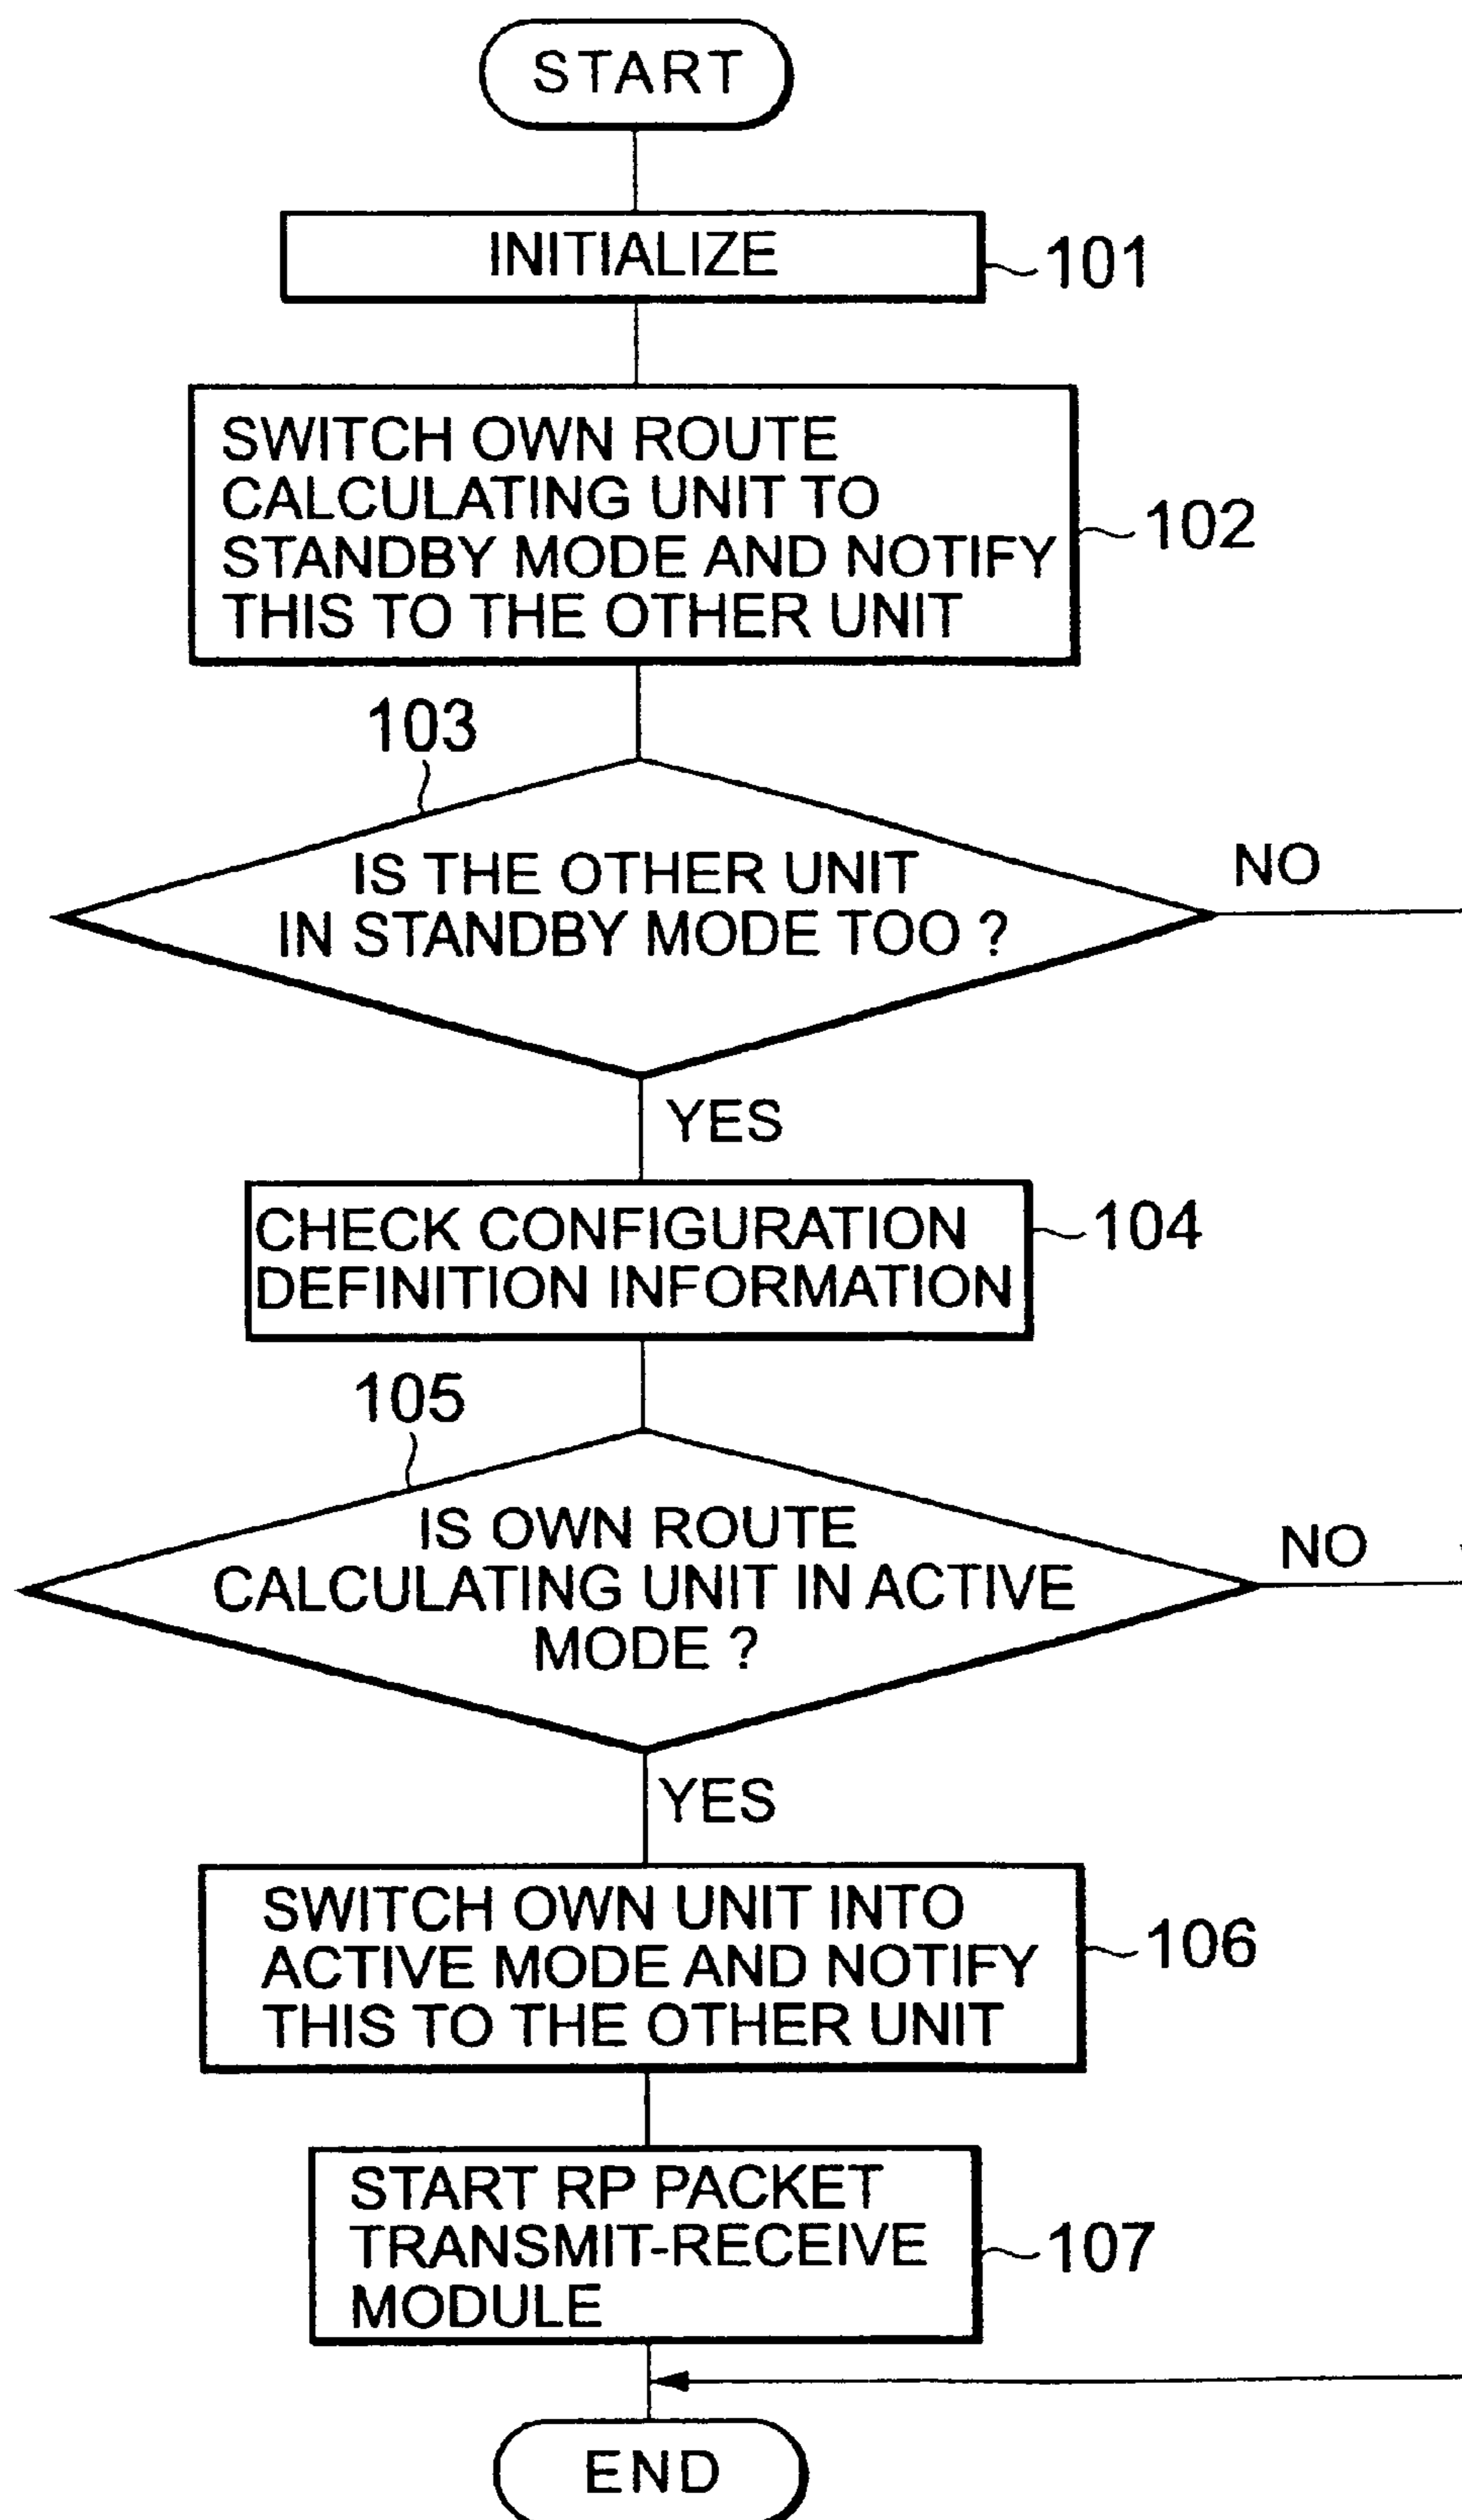 START
INITIALIZE
101
SWITCH OWN ROUTE
CALCULATING UNIT TO
STANDBY MODE AND NOTIFY
THIS TO THE OTHER UNIT
102
103
IS THE OTHER UNIT
IN STANDBY MODE TOO ?
NO
YES
CHECK CONFIGURATION
DEFINITION INFORMATION
104
105
IS OWN ROUTE
CALCULATING UNIT IN ACTIVE
MODE ?
NO
YES
SWITCH OWN UNIT INTO
ACTIVE MODE AND NOTIFY
THIS TO THE OTHER UNIT
106
START RP PACKET
TRANSMIT-RECEIVE
MODULE
107
END